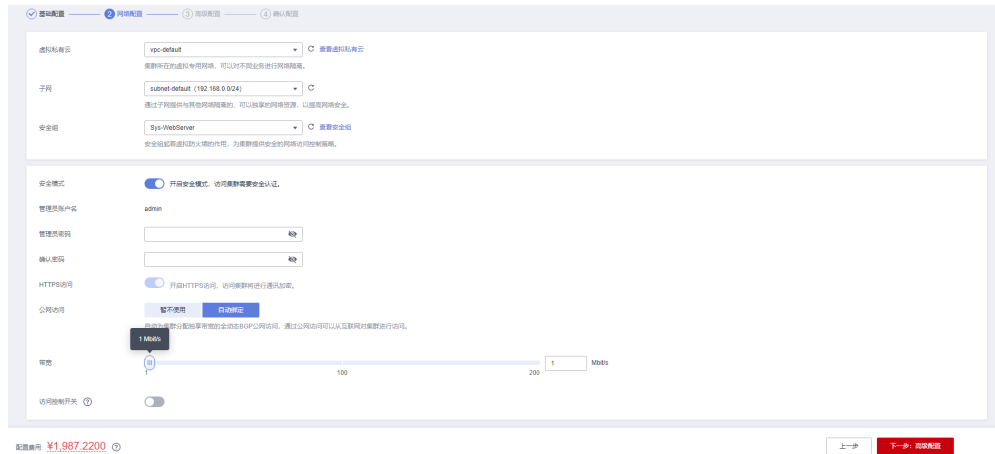 基础配置 2 网络配置 3 高级配置 4 确认配置
虚拟私有云 vpc-default 查看虚拟私有云
集群所在的虚拟专用网络，可以对不同业务进行网络隔离。
子网 subnet-default（192.168.0.0/24）
通过子网提供与其他网络隔离的、可以独享的网络资源，以提高网络安全。
安全组 Sys-WebServer 查看安全组
安全组起着虚拟防火墙的作用，为集群提供安全的网络访问控制策略。
安全模式 开启安全模式，访问集群需要安全认证。
管理员账户名 admin
管理员密码
确认密码
HTTPS访问 开启HTTPS访问，访问集群将进行通讯加密。
公网访问 暂不使用 自动绑定
自动为集群分配独享带宽的全动态BGP公网访问，通过公网访问可以从互联网对集群进行访问。
1 Mbit/s
带宽 1 Mbit/s
1 100 200
访问控制开关 ?
配置费用 ¥1,987.2200 ? 上一步 下一步：高级配置